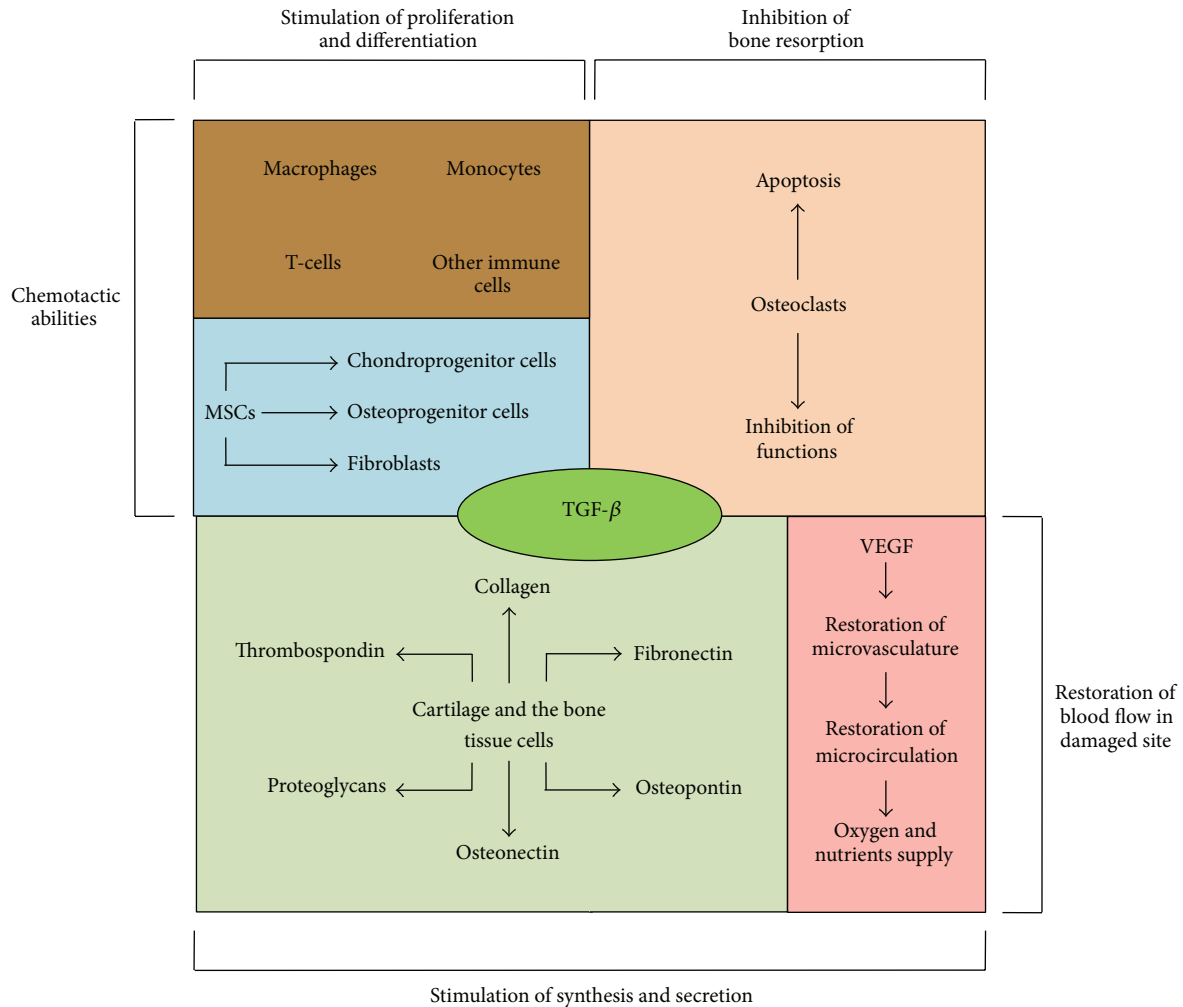 Stimulation of proliferation
and differentiation
Inhibition of
bone resorption
Chemotactic
abilities
Macrophages
Monocytes
T-cells
Other immune
cells
MSCs
Chondroprogenitor cells
Osteoprogenitor cells
Fibroblasts
Apoptosis
Osteoclasts
Inhibition of
functions
TGF-β
Collagen
Thrombospondin
Fibronectin
Cartilage and the bone
tissue cells
Proteoglycans
Osteopontin
Osteonectin
VEGF
Restoration of
microvasculature
Restoration of
microcirculation
Oxygen and
nutrients supply
Restoration of
blood flow in
damaged site
Stimulation of synthesis and secretion